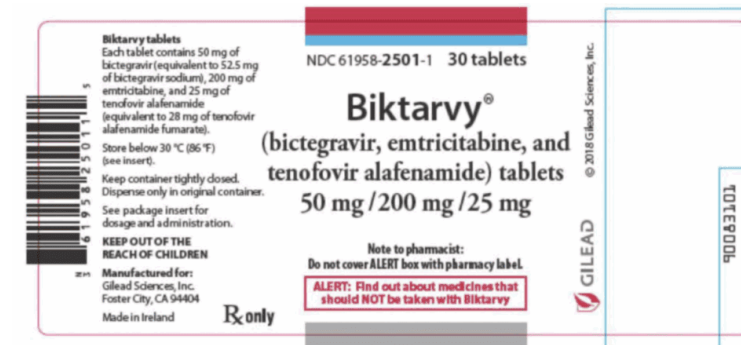 Biktarvy tablets
Each tablet contains 50 mg of
bictegravir (equivalent to 52.5 mg
of bictegravir sodium), 200 mg of
emtricitabine, and 25 mg of
tenofovir alafenamide
(equivalent to 28 mg of tenofovir
alafenamide fumarate).
Store below 30 °C (86 °F)
(see insert).
Keep container tightly closed.
Dispense only in original container.
See package insert for
dosage and administration.
KEEP OUT OF THE
REACH OF CHILDREN
Manufactured for:
Gilead Sciences, Inc.
Foster City, CA 94404
Made in Ireland
Rx only
N3
61958 25011
5
NDC 61958-2501-1 30 tablets
Biktarvy®
(bictegravir, emtricitabine, and
tenofovir alafenamide) tablets
50 mg / 200 mg / 25 mg
Note to pharmacist:
Do not cover ALERT box with pharmacy label.
ALERT: Find out about medicines that
should NOT be taken with Biktarvy
© 2018 Gilead Sciences, Inc.
GILEAD